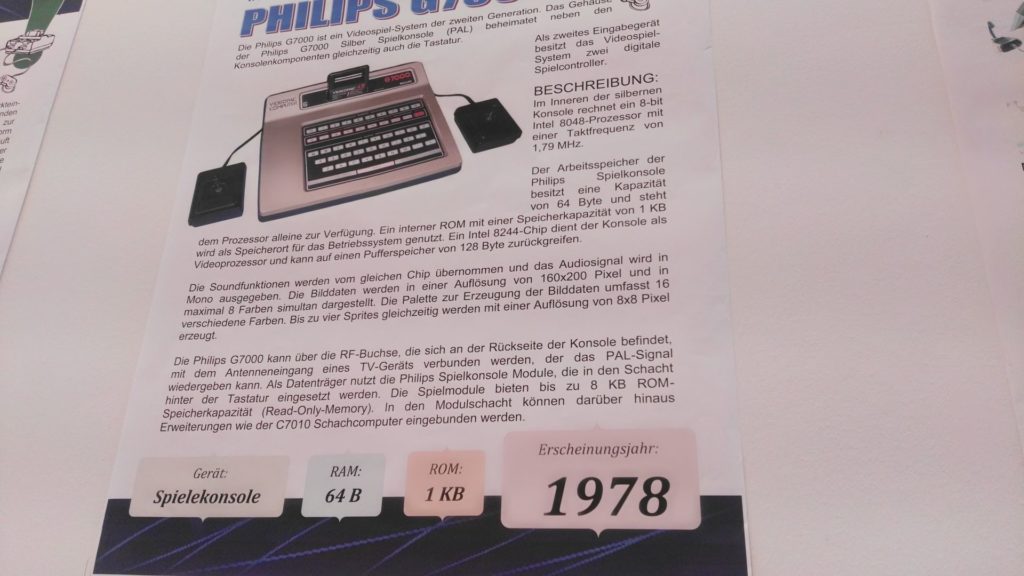 PHILIPS G7000
Die Philips G7000 ist ein Videospiel-System der zweiten Generation. Das Gehäuse
der Philips G7000 Silber Spielkonsole (PAL) beheimatet neben den
Konsolenkomponenten gleichzeitig auch die Tastatur.
Als zweites Eingabegerät
besitzt das Videospiel-
System zwei digitale
Spielcontroller.
BESCHREIBUNG:
Im Inneren der silbernen
Konsole rechnet ein 8-bit
Intel 8048-Prozessor mit
einer Taktfrequenz von
1,79 MHz.
Der Arbeitsspeicher der
Philips Spielkonsole
besitzt eine Kapazität
von 64 Byte und steht
dem Prozessor alleine zur Verfügung. Ein interner ROM mit einer Speicherkapazität von 1 KB
wird als Speicherort für das Betriebssystem genutzt. Ein Intel 8244-Chip dient der Konsole als
Videoprozessor und kann auf einen Pufferspeicher von 128 Byte zurückgreifen.
Die Soundfunktionen werden vom gleichen Chip übernommen und das Audiosignal wird in
Mono ausgegeben. Die Bilddaten werden in einer Auflösung von 160x200 Pixel und in
maximal 8 Farben simultan dargestellt. Die Palette zur Erzeugung der Bilddaten umfasst 16
verschiedene Farben. Bis zu vier Sprites gleichzeitig werden mit einer Auflösung von 8x8 Pixel
erzeugt.
Die Philips G7000 kann über die RF-Buchse, die sich an der Rückseite der Konsole befindet,
mit dem Antenneneingang eines TV-Geräts verbunden werden, der das PAL-Signal
wiedergeben kann. Als Datenträger nutzt die Philips Spielkonsole Module, die in den Schacht
hinter der Tastatur eingesetzt werden. Die Spielmodule bieten bis zu 8 KB ROM-
Speicherkapazität (Read-Only-Memory). In den Modulschacht können darüber hinaus
Erweiterungen wie der C7010 Schachcomputer eingebunden werden.
Gerät:
Spielekonsole
RAM:
64 B
ROM:
1 KB
Erscheinungsjahr:
1978